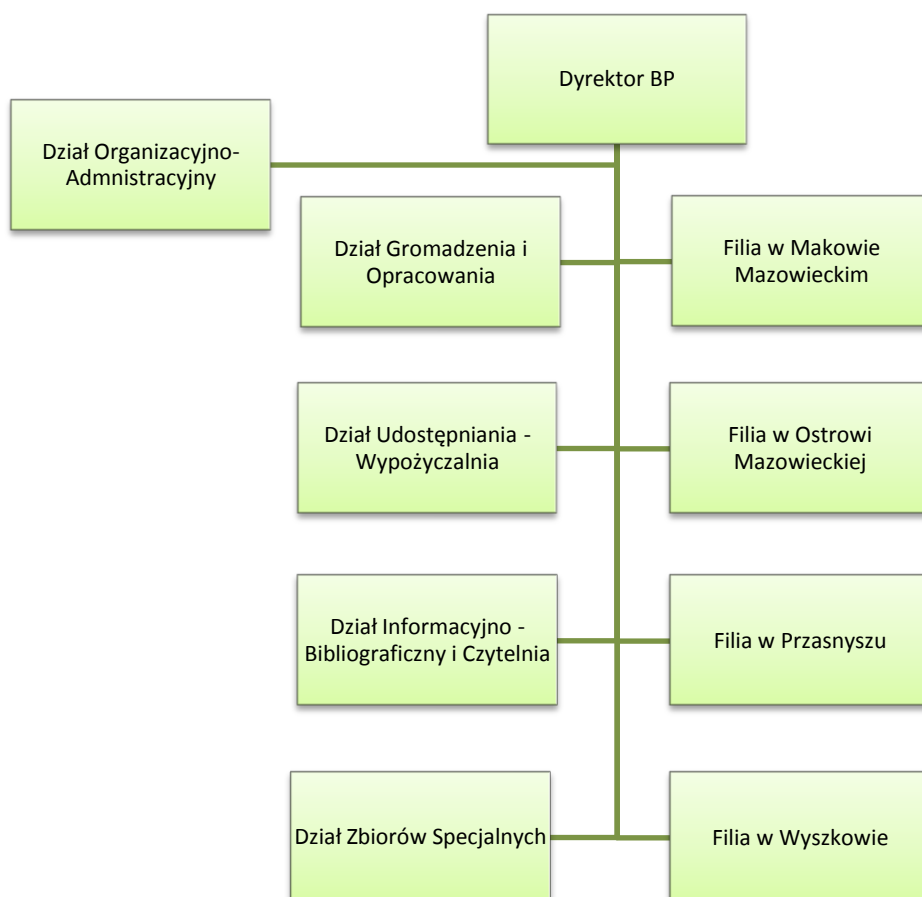 Dyrektor BP
Dział Organizacyjno-
Admnistracyjny
Dział Gromadzenia i
Opracowania
Filia w Makowie
Mazowieckim
Dział Udostępniania -
Wypożyczalnia
Filia w Ostrowi
Mazowieckiej
Dział Informacyjno -
Bibliograficzny i Czytelnia
Filia w Przasnyszu
Dział Zbiorów Specjalnych
Filia w Wyszkowie